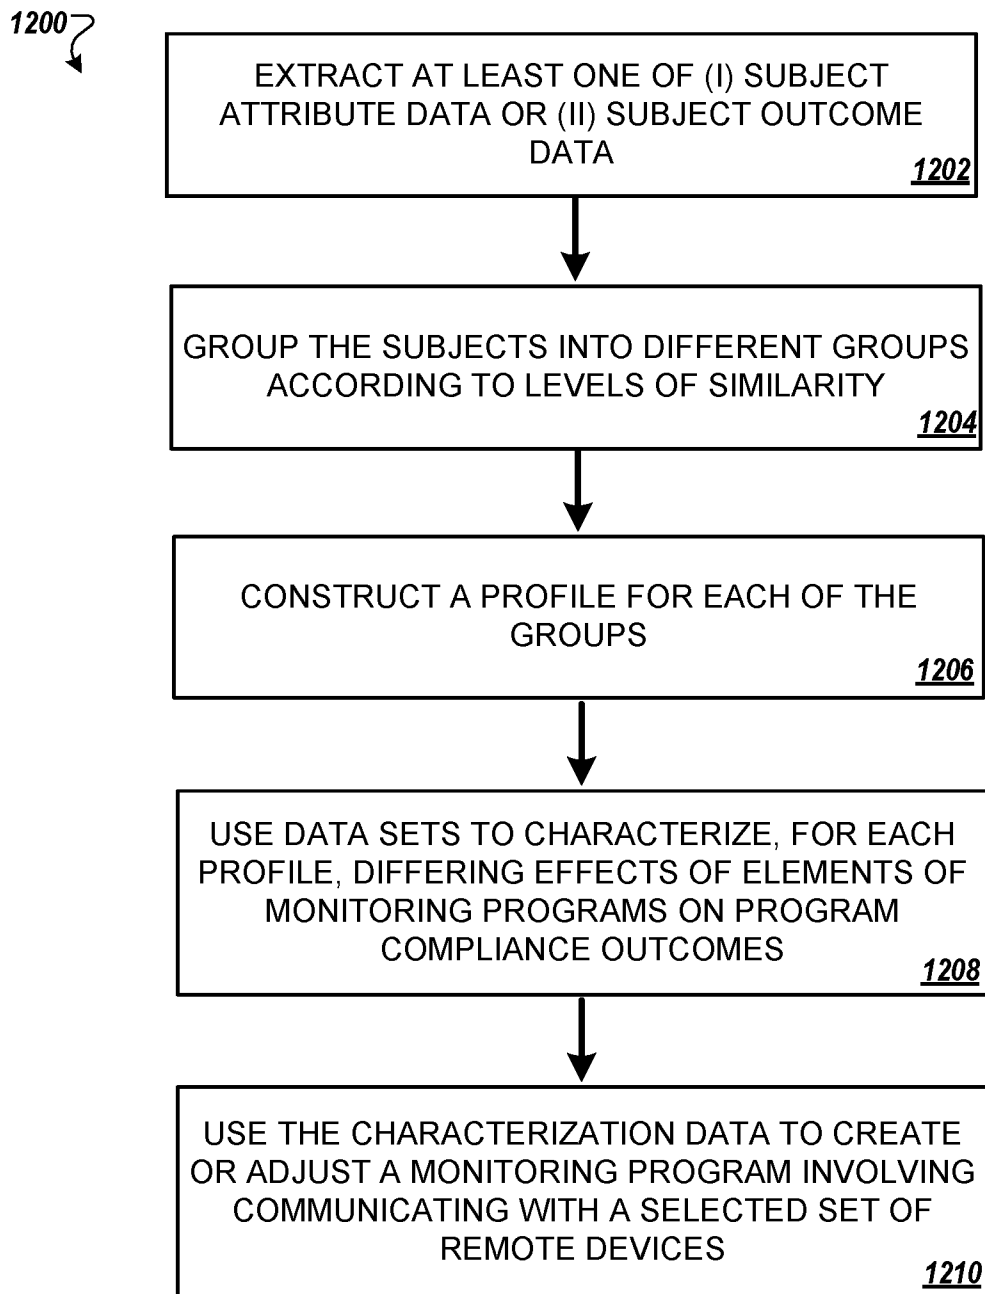 1200
EXTRACT AT LEAST ONE OF (I) SUBJECT
ATTRIBUTE DATA OR (II) SUBJECT OUTCOME
DATA
1202
GROUP THE SUBJECTS INTO DIFFERENT GROUPS
ACCORDING TO LEVELS OF SIMILARITY
1204
CONSTRUCT A PROFILE FOR EACH OF THE
GROUPS
1206
USE DATA SETS TO CHARACTERIZE, FOR EACH
PROFILE, DIFFERING EFFECTS OF ELEMENTS OF
MONITORING PROGRAMS ON PROGRAM
COMPLIANCE OUTCOMES
1208
USE THE CHARACTERIZATION DATA TO CREATE
OR ADJUST A MONITORING PROGRAM INVOLVING
COMMUNICATING WITH A SELECTED SET OF
REMOTE DEVICES
1210